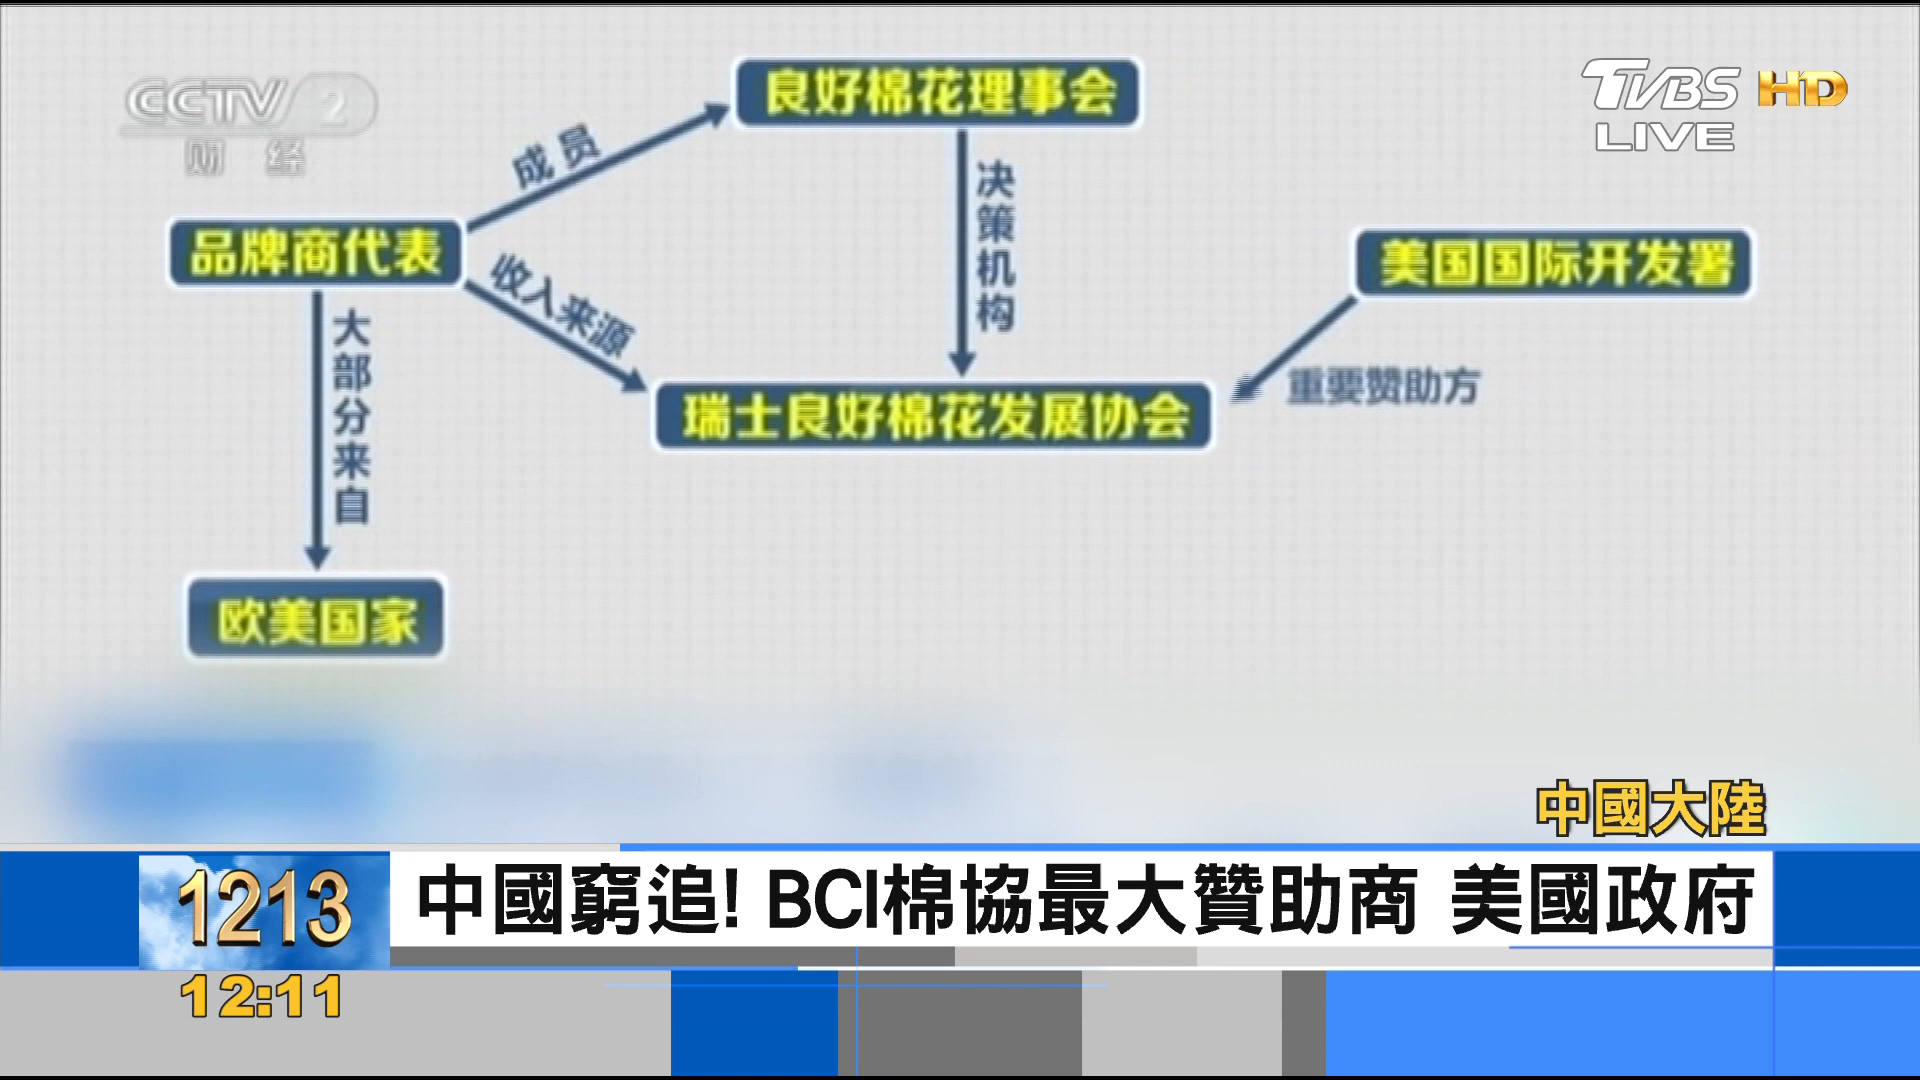 CCTV 2
财 经
TVBS HD
LIVE
良好棉花理事会
成员
决策机构
品牌商代表
收入来源
美国国际开发署
重要赞助方
大部分来自
瑞士良好棉花发展协会
欧美国家
中國大陸
1213
中國窮追! BCI棉協最大贊助商 美國政府
12:11